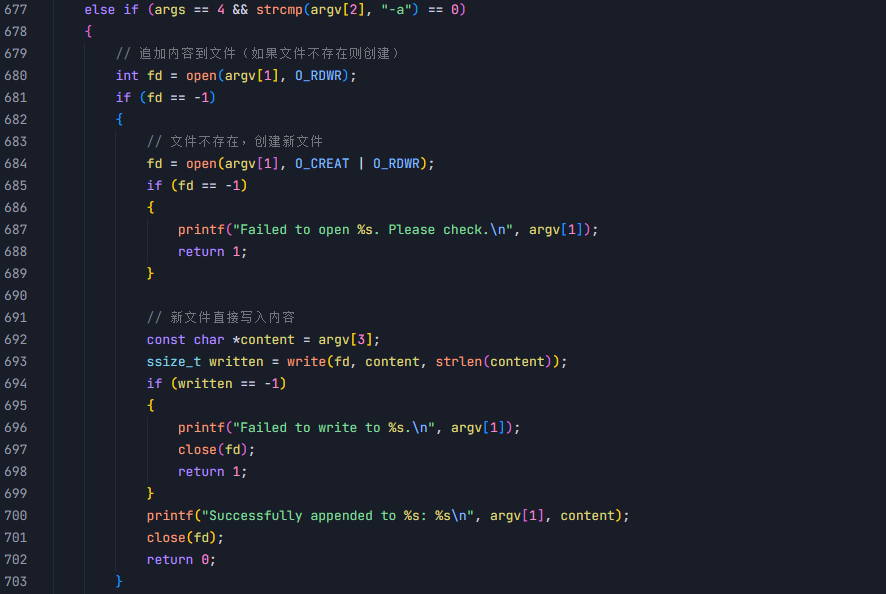 677 else if (args == 4 && strcmp(argv[2], "-a") == 0)
678 {
679 // 追加内容到文件（如果文件不存在则创建）
680 int fd = open(argv[1], O_RDWR);
681 if (fd == -1)
682 {
683 // 文件不存在，创建新文件
684 fd = open(argv[1], O_CREAT | O_RDWR);
685 if (fd == -1)
686 {
687 printf("Failed to open %s. Please check.\n", argv[1]);
688 return 1;
689 }
690
691 // 新文件直接写入内容
692 const char *content = argv[3];
693 ssize_t written = write(fd, content, strlen(content));
694 if (written == -1)
695 {
696 printf("Failed to write to %s.\n", argv[1]);
697 close(fd);
698 return 1;
699 }
700 printf("Successfully appended to %s: %s\n", argv[1], content);
701 close(fd);
702 return 0;
703 }